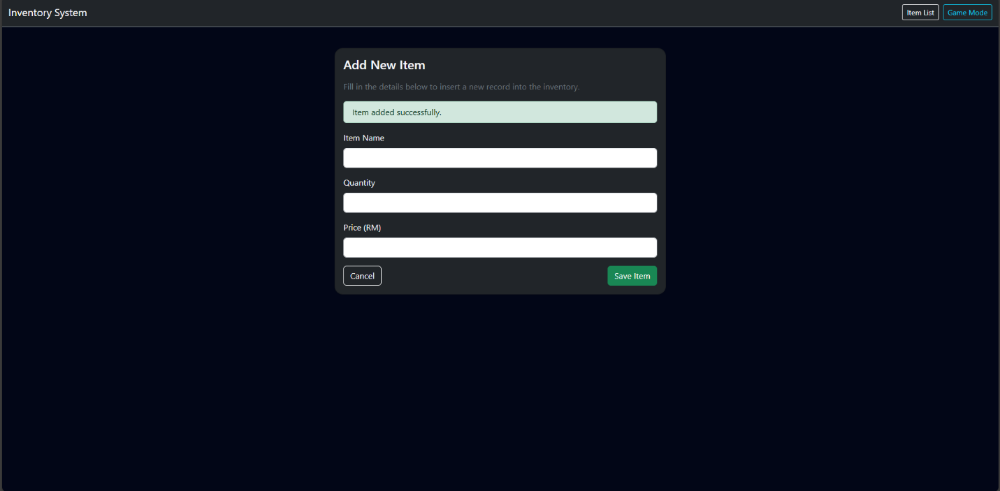 Inventory System
Item List
Game Mode
Add New Item
Fill in the details below to insert a new record into the inventory.
Item added successfully.
Item Name
Quantity
Price (RM)
Cancel
Save Item